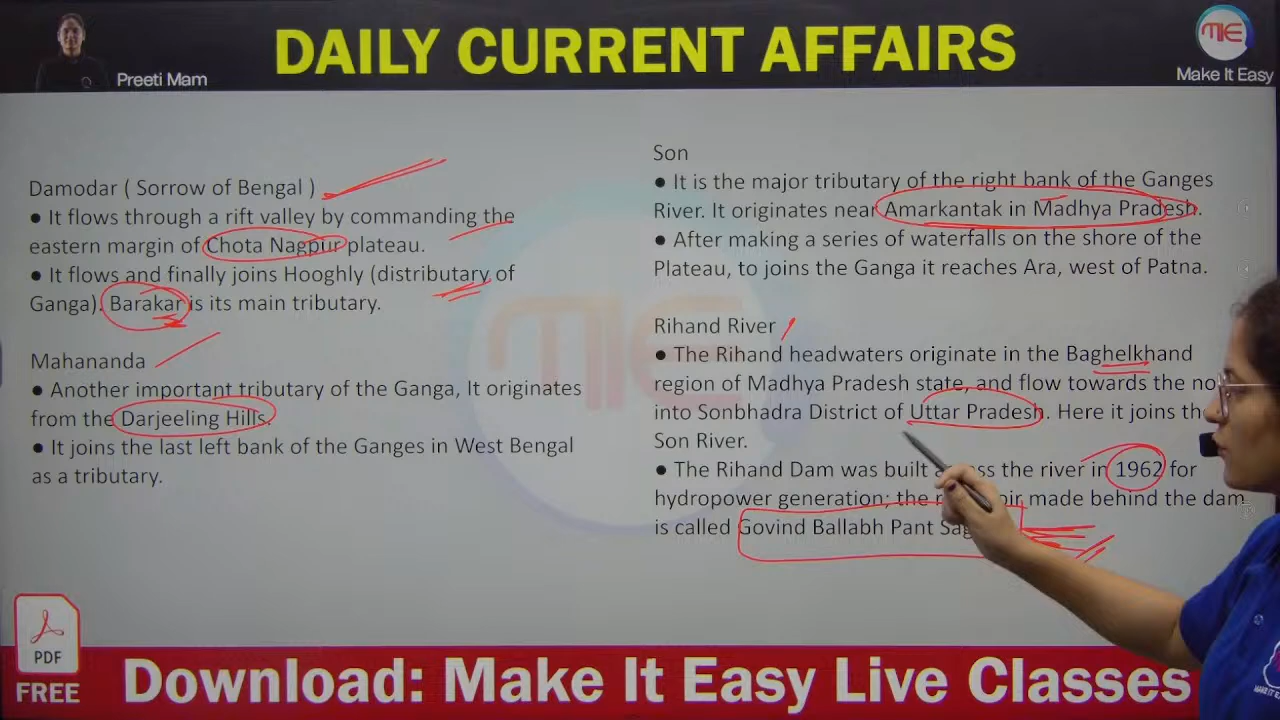 DAILY CURRENT AFFAIRS
Preeti Mam
MIE
Make It Easy
Damodar ( Sorrow of Bengal )
● It flows through a rift valley by commanding the
eastern margin of Chota Nagpur plateau.
● It flows and finally joins Hooghly (distributary of
Ganga). Barakar is its main tributary.
Mahananda
● Another important tributary of the Ganga, It originates
from the Darjeeling Hills.
● It joins the last left bank of the Ganges in West Bengal
as a tributary.
Son
● It is the major tributary of the right bank of the Ganges
River. It originates near Amarkantak in Madhya Pradesh.
● After making a series of waterfalls on the shore of the
Plateau, to joins the Ganga it reaches Ara, west of Patna.
Rihand River
● The Rihand headwaters originate in the Baghelkhand
region of Madhya Pradesh state, and flow towards the
into Sonbhadra District of Uttar Pradesh. Here it joins
Son River.
● The Rihand Dam was built the river in 1962 for
hydropower generation; the made behind the dam
is called Govind Ballabh Pant
MIE
PDF
FREE
Download: Make It Easy Live Classes